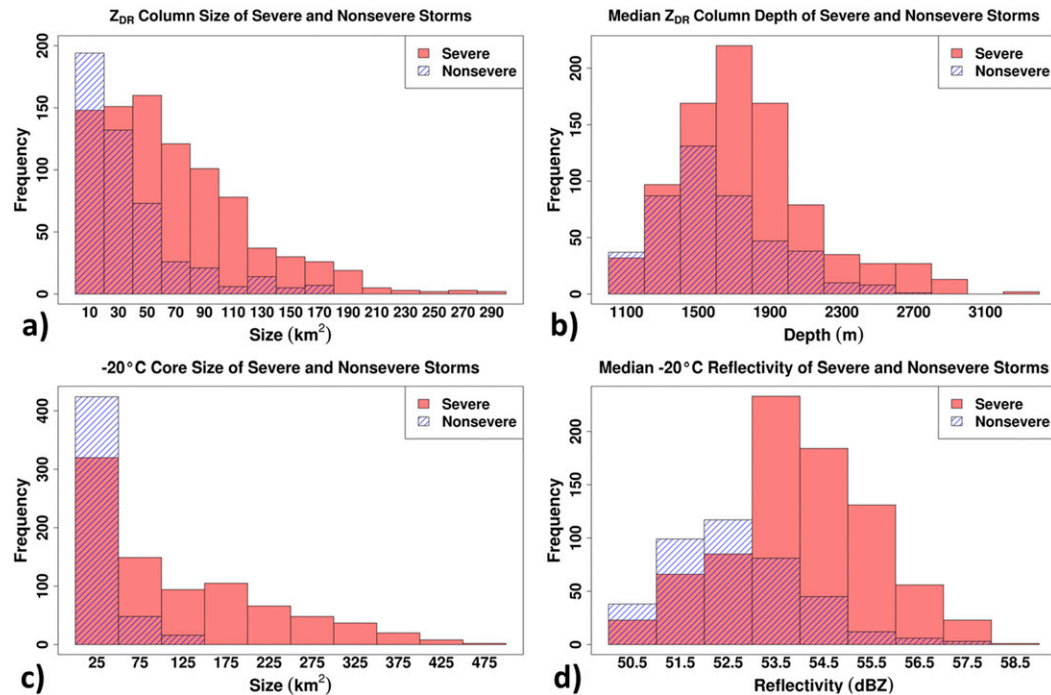 Z_DR Column Size of Severe and Nonsevere Storms
Severe
Nonsevere
Frequency
0 50 100 150 200
10 30 50 70 90 110 130 150 170 190 210 230 250 270 290
Size (km²)
a)
Median Z_DR Column Depth of Severe and Nonsevere Storms
Severe
Nonsevere
Frequency
0 50 100 150 200
1100 1500 1900 2300 2700 3100
Depth (m)
b)
-20°C Core Size of Severe and Nonsevere Storms
Severe
Nonsevere
Frequency
0 100 200 300 400
25 75 125 175 225 275 325 375 425 475
Size (km²)
c)
Median -20°C Reflectivity of Severe and Nonsevere Storms
Severe
Nonsevere
Frequency
0 50 100 150 200
50.5 51.5 52.5 53.5 54.5 55.5 56.5 57.5 58.5
Reflectivity (dBZ)
d)